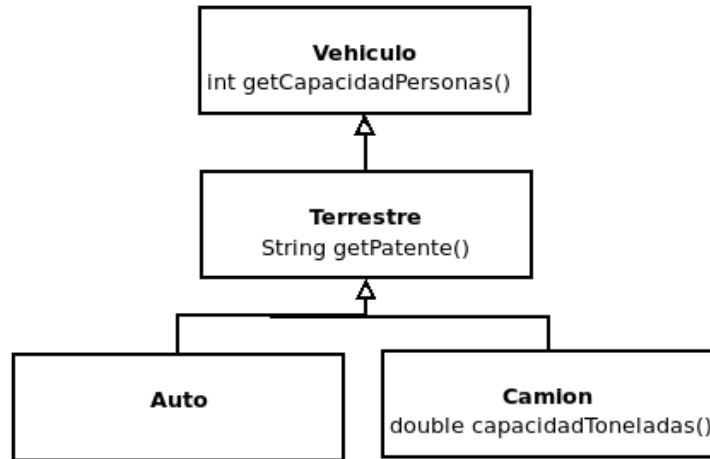 Vehiculo
int getCapacidadPersonas()
Terrestre
String getPatente()
Auto
Camion
double capacidadToneladas()